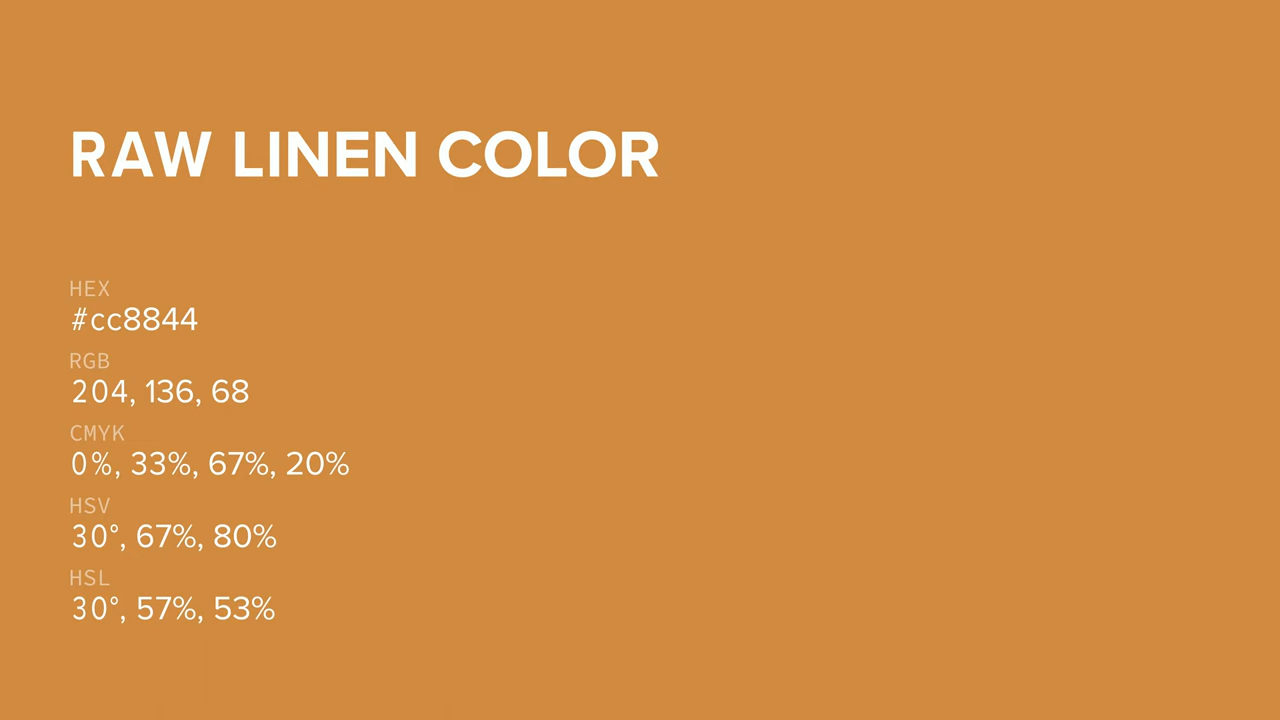 RAW LINEN COLOR
HEX
#cc8844
RGB
204, 136, 68
CMYK
0%, 33%, 67%, 20%
HSV
30°, 67%, 80%
HSL
30°, 57%, 53%